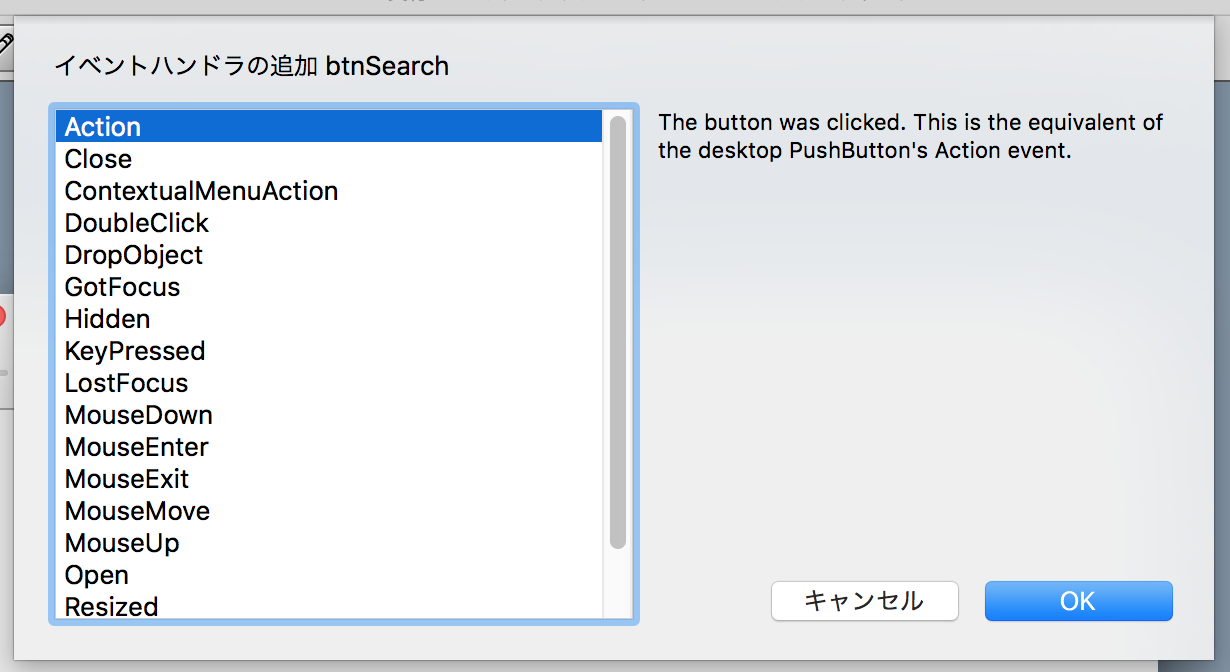 イベントハンドラの追加 btnSearch
Action
Close
ContextualMenuAction
DoubleClick
DropObject
GotFocus
Hidden
KeyPressed
LostFocus
MouseDown
MouseEnter
MouseExit
MouseMove
MouseUp
Open
Resized
The button was clicked. This is the equivalent of
the desktop PushButton's Action event.
キャンセル
OK